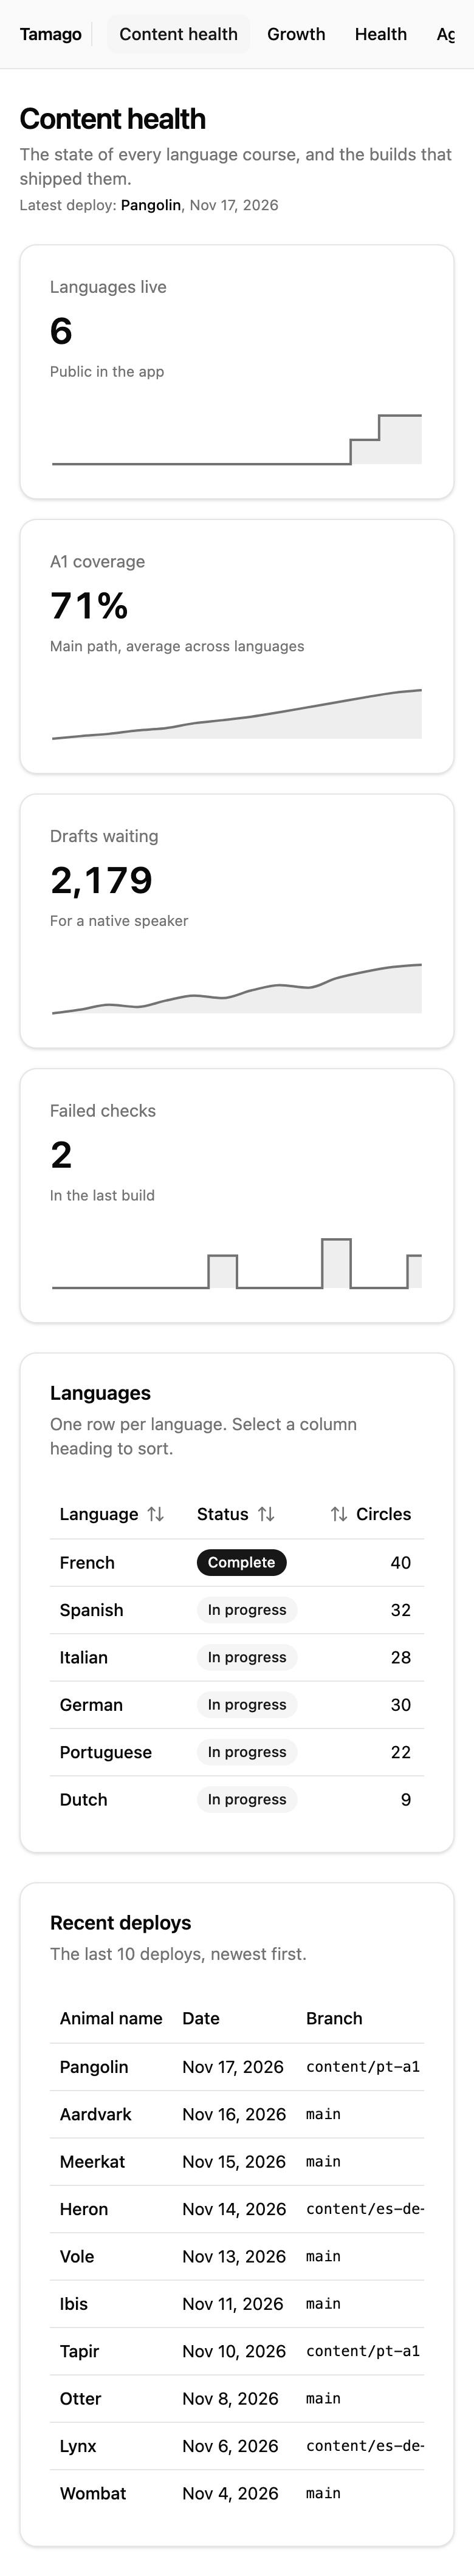 Tamago
Content health
Growth
Health
Ag
Content health
The state of every language course, and the builds that
shipped them.
Latest deploy: Pangolin, Nov 17, 2026
Languages live
6
Public in the app
A1 coverage
71%
Main path, average across languages
Drafts waiting
2,179
For a native speaker
Failed checks
2
In the last build
Languages
One row per language. Select a column
heading to sort.
Language Status Circles
French Complete 40
Spanish In progress 32
Italian In progress 28
German In progress 30
Portuguese In progress 22
Dutch In progress 9
Recent deploys
The last 10 deploys, newest first.
Animal name Date Branch
Pangolin Nov 17, 2026 content/pt-a1
Aardvark Nov 16, 2026 main
Meerkat Nov 15, 2026 main
Heron Nov 14, 2026 content/es-de-
Vole Nov 13, 2026 main
Ibis Nov 11, 2026 main
Tapir Nov 10, 2026 content/pt-a1
Otter Nov 8, 2026 main
Lynx Nov 6, 2026 content/es-de-
Wombat Nov 4, 2026 main